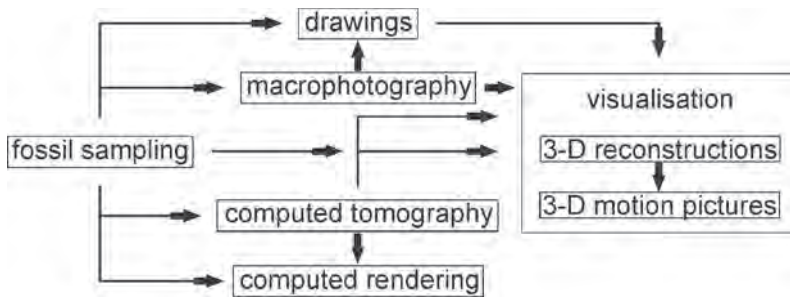 drawings
macrophotography
visualisation
fossil sampling
3-D reconstructions
3-D motion pictures
computed tomography
computed rendering